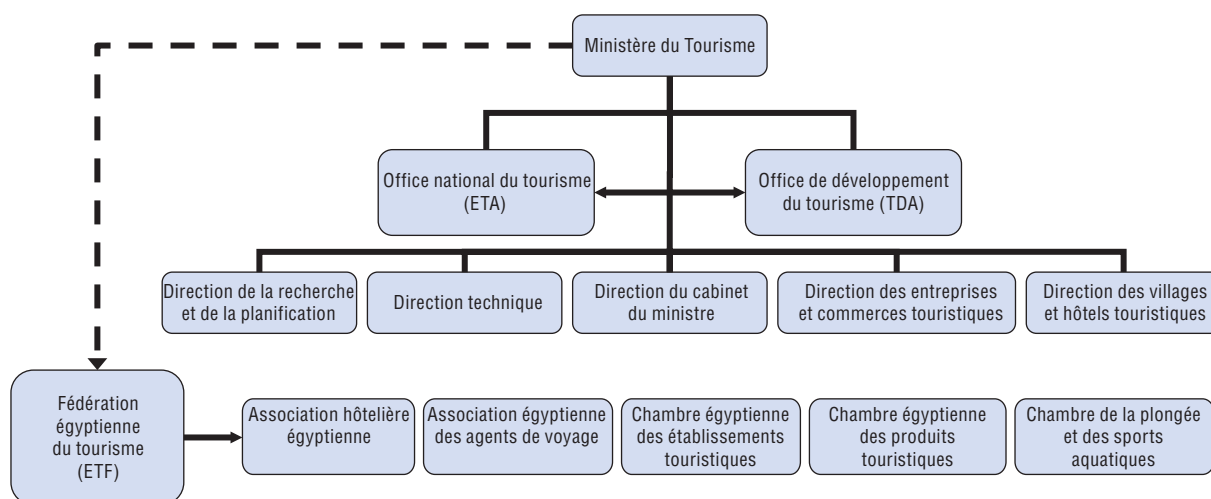 Ministère du Tourisme
Office national du tourisme
(ETA)
Office de développement
du tourisme (TDA)
Direction de la recherche
et de la planification
Direction technique
Direction du cabinet
du ministre
Direction des entreprises
et commerces touristiques
Direction des villages
et hôtels touristiques
Fédération
égyptienne
du tourisme
(ETF)
Association hôtelière
égyptienne
Association égyptienne
des agents de voyage
Chambre égyptienne
des établissements
touristiques
Chambre égyptienne
des produits
touristiques
Chambre de la plongée
et des sports
aquatiques